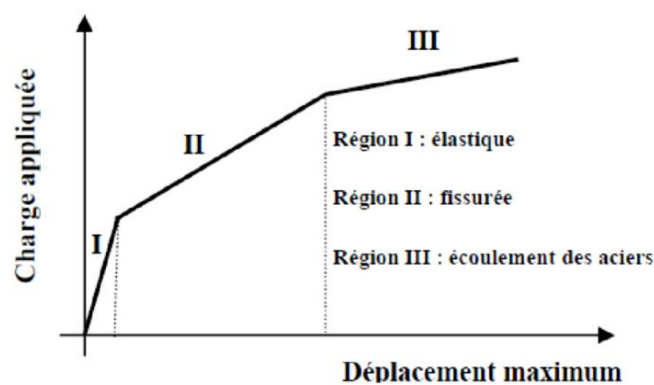 III
II
I
Charge appliquée
Région I : élastique
Région II : fissurée
Région III : écoulement des aciers
Déplacement maximum